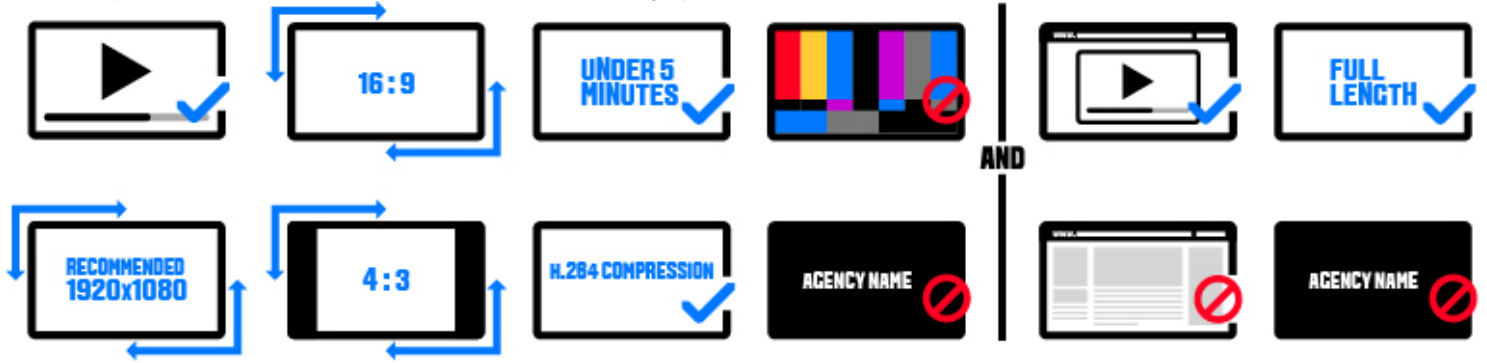 16:9
UNDER 5
MINUTES
FULL
LENGTH
AND
RECOMMENDED
1920x1080
4:3
H.264 COMPRESSION
AGENCY NAME
AGENCY NAME